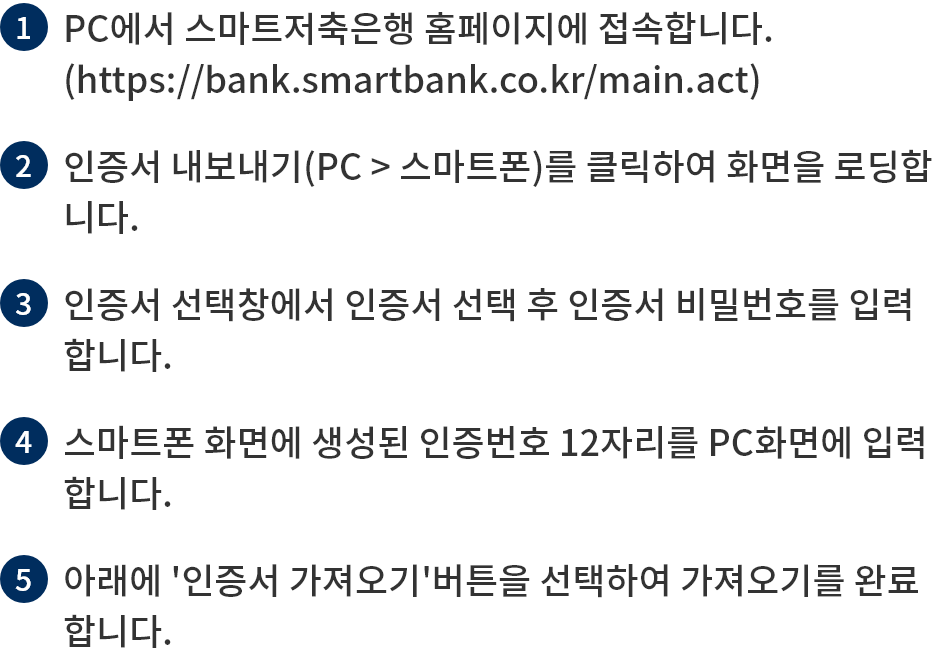 1 PC에서 스마트저축은행 홈페이지에 접속합니다.
(https://bank.smartbank.co.kr/main.act)
2 인증서 내보내기(PC > 스마트폰)를 클릭하여 화면을 로딩합
니다.
3 인증서 선택창에서 인증서 선택 후 인증서 비밀번호를 입력
합니다.
4 스마트폰 화면에 생성된 인증번호 12자리를 PC화면에 입력
합니다.
5 아래에 '인증서 가져오기'버튼을 선택하여 가져오기를 완료
합니다.